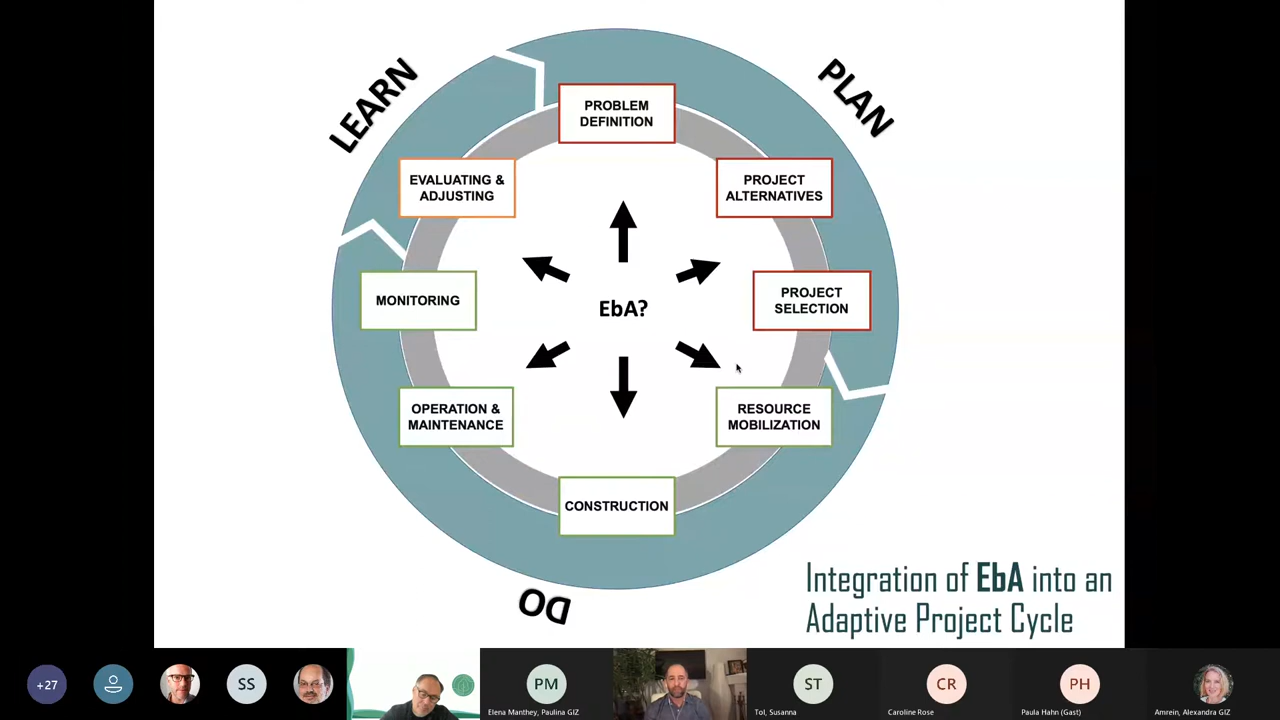 LEARN
PLAN
PROBLEM
DEFINITION
EVALUATING &
ADJUSTING
PROJECT
ALTERNATIVES
MONITORING
EbA?
PROJECT
SELECTION
OPERATION &
MAINTENANCE
RESOURCE
MOBILIZATION
CONSTRUCTION
DO
Integration of EbA into an
Adaptive Project Cycle
+27
SS
PM
ST
CR
PH
Elena Manthey, Paulina GIZ
Tol, Susanna
Caroline Rose
Paula Hahn (Gast)
Amrein, Alexandra GIZ